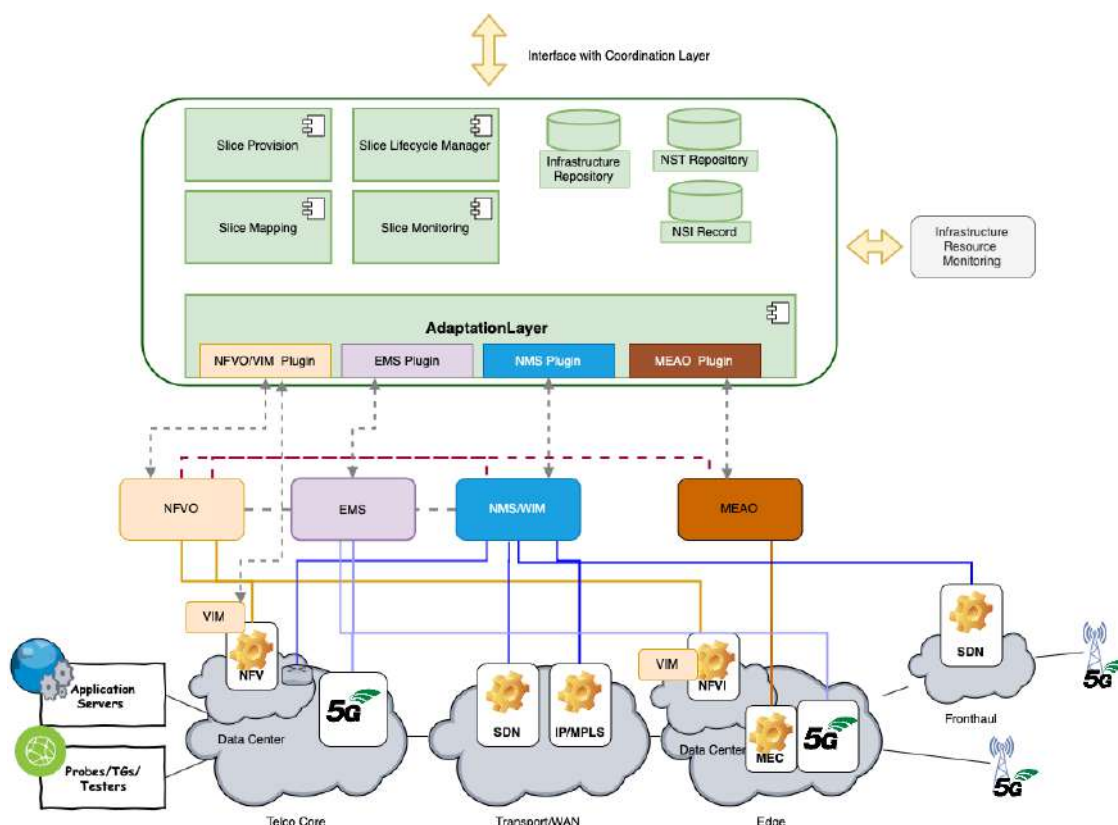 Interface with Coordination Layer
Slice Provision
Slice Lifecycle Manager
Infrastructure
Repository
NST Repository
Slice Mapping
Slice Monitoring
NSI Record
Infrastructure
Resource
Monitoring
AdaptationLayer
NFVO/VIM Plugin
EMS Plugin
NMS Plugin
MEAO Plugin
NFVO
EMS
NMS/WIM
MEAO
VIM
NFV
Application
Servers
Probes/TGs/
Testers
Data Center
5G
Telco Core
SDN
IP/MPLS
Transport/WAN
VIM
NFVI
Data Center
MEC
5G
Edge
SDN
Fronthaul
5G
5G